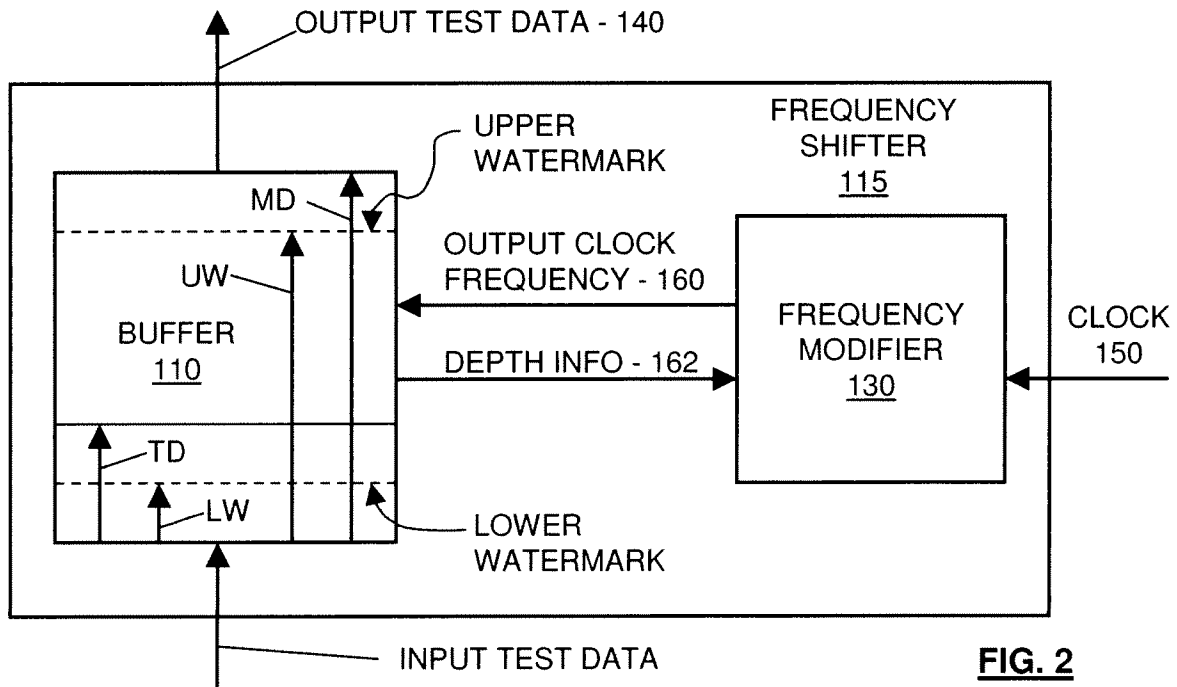 OUTPUT TEST DATA - 140
UPPER
WATERMARK
FREQUENCY
SHIFTER
115
MD
OUTPUT CLOCK
FREQUENCY - 160
UW
BUFFER
110
FREQUENCY
MODIFIER
130
CLOCK
150
DEPTH INFO - 162
TD
LW
LOWER
WATERMARK
INPUT TEST DATA
FIG. 2